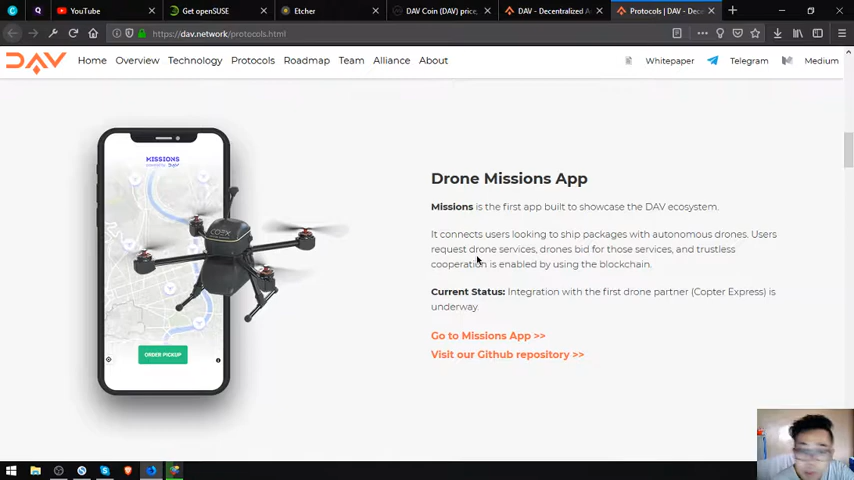 YouTube
Get openSUSE
Etcher
DAV Coin (DAV) price,
DAV - Decentralized A
Protocols | DAV - Dece
https://dav.network/protocols.html
DAV
Home Overview Technology Protocols Roadmap Team Alliance About
Whitepaper Telegram Medium
MISSIONS
COEX
ORDER PICKUP
Drone Missions App
Missions is the first app built to showcase the DAV ecosystem.
It connects users looking to ship packages with autonomous drones. Users
request drone services, drones bid for those services, and trustless
cooperation is enabled by using the blockchain.
Current Status: Integration with the first drone partner (Copter Express) is
underway.
Go to Missions App >>
Visit our Github repository >>